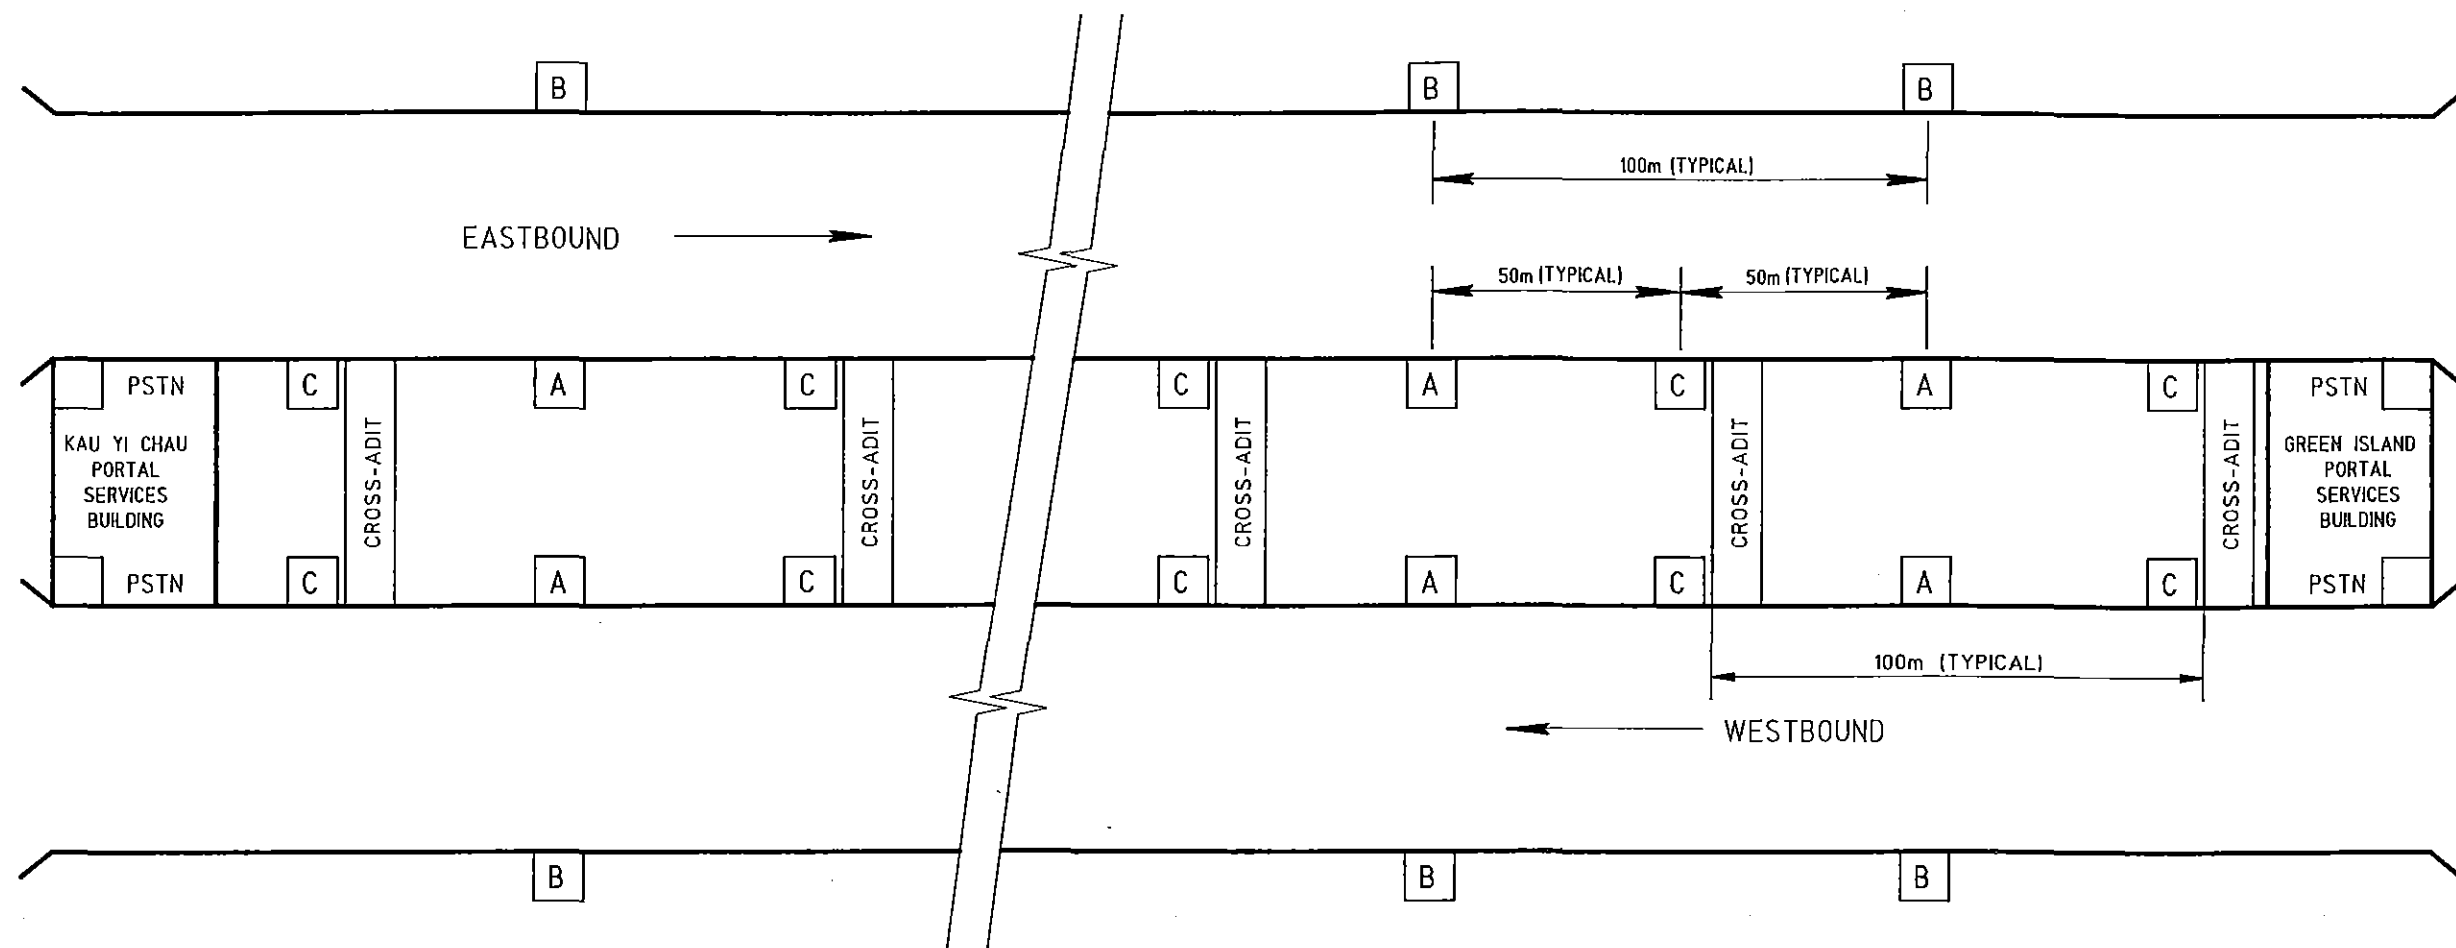 B B B
100m (TYPICAL)
EASTBOUND
50m (TYPICAL) 50m (TYPICAL)
PSTN C A C C A C A C PSTN
KAU YI CHAU
PORTAL
SERVICES
BUILDING
CROSS-ADIT
CROSS-ADIT
CROSS-ADIT
CROSS-ADIT
CROSS-ADIT
GREEN ISLAND
PORTAL
SERVICES
BUILDING
PSTN C A C C A C A C PSTN
100m (TYPICAL)
WESTBOUND
B B B